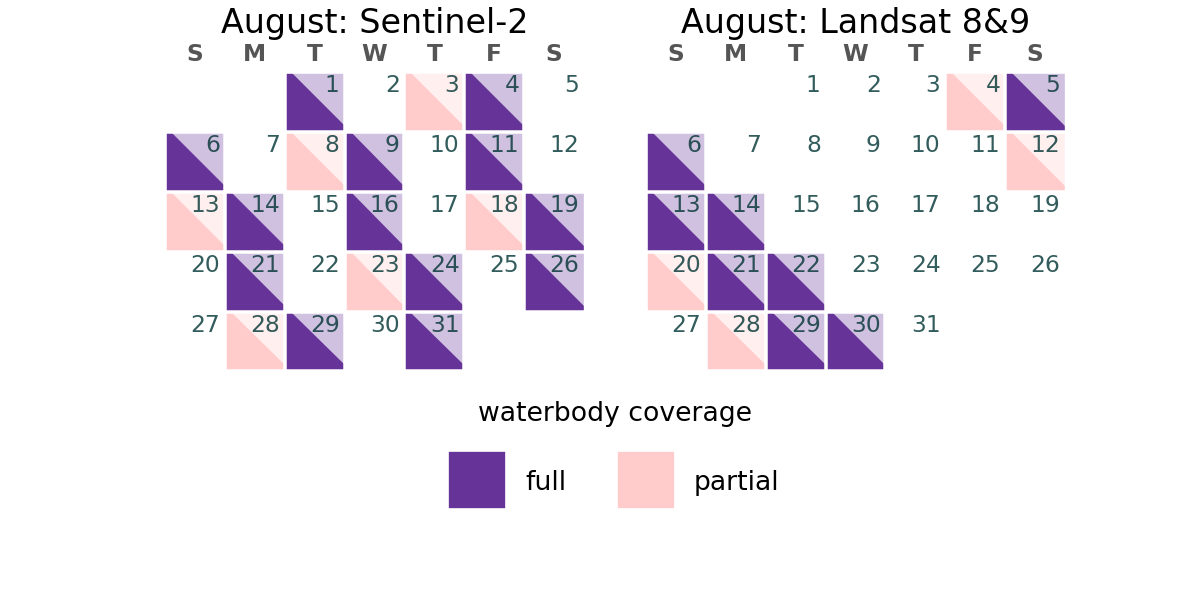 August: Sentinel-2
S M T W T F S
1 2 3 4 5
6 7 8 9 10 11 12
13 14 15 16 17 18 19
20 21 22 23 24 25 26
27 28 29 30 31
August: Landsat 8&9
S M T W T F S
1 2 3 4 5
6 7 8 9 10 11 12
13 14 15 16 17 18 19
20 21 22 23 24 25 26
27 28 29 30 31
waterbody coverage
full
partial